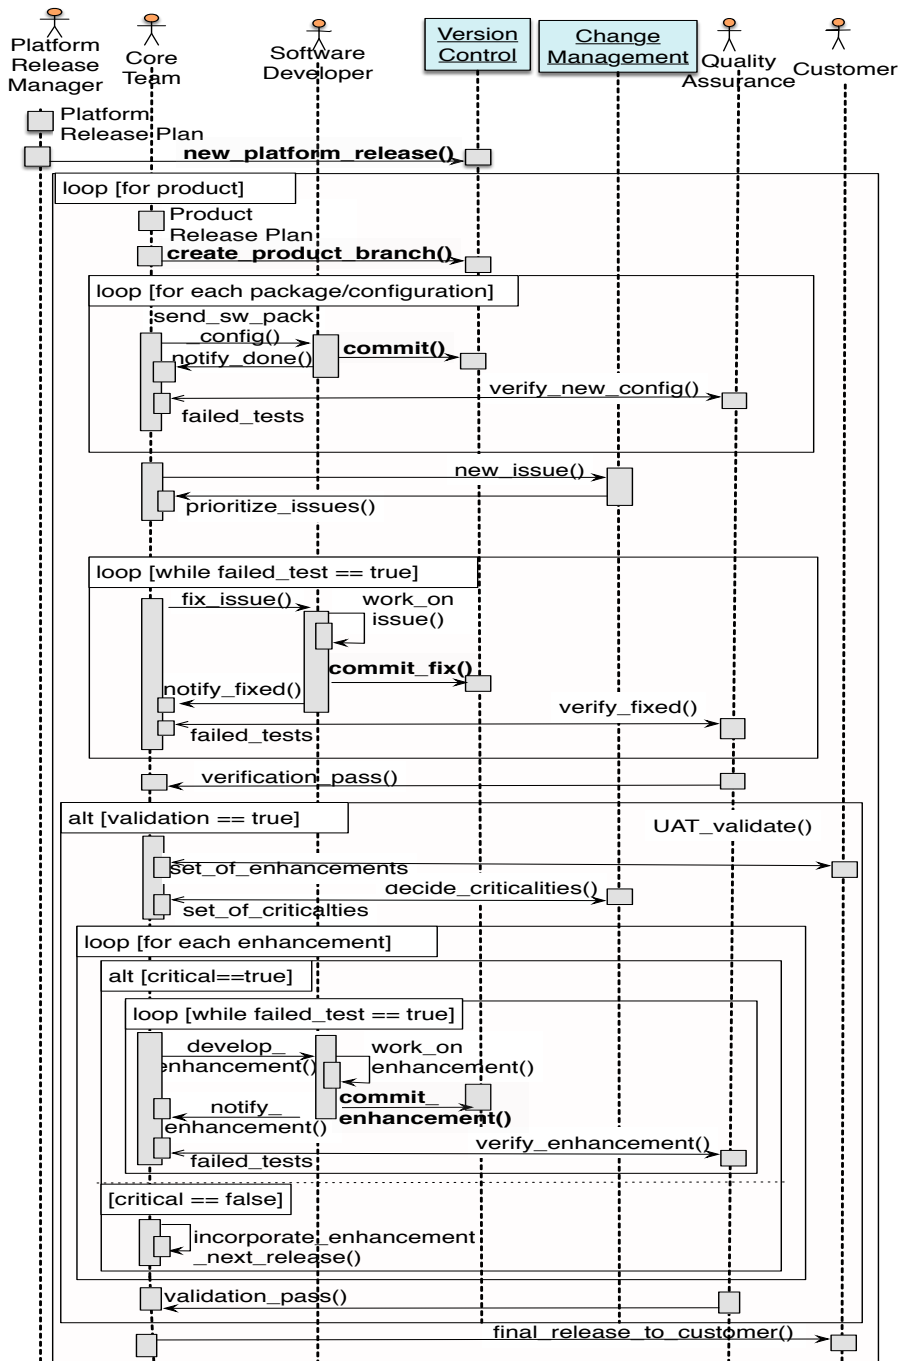 Platform
Release
Manager
Core
Team
Software
Developer
Version
Control
Change
Management
Quality
Assurance
Customer
Platform
Release Plan
new_platform_release()
loop [for product]
Product
Release Plan
create_product_branch()
loop [for each package/configuration]
send_sw_pack
_config()
commit()
notify_done()
verify_new_config()
failed_tests
new_issue()
prioritize_issues()
loop [while failed_test == true]
fix_issue()
work_on
issue()
commit_fix()
notify_fixed()
verify_fixed()
failed_tests
verification_pass()
alt [validation == true]
UAT_validate()
set_of_enhancements
decide_criticalities()
set_of_criticalties
loop [for each enhancement]
alt [critical==true]
loop [while failed_test == true]
develop_
enhancement()
work_on
enhancement()
commit_
enhancement()
notify_
enhancement()
verify_enhancement()
failed_tests
[critical == false]
incorporate_enhancement
_next_release()
validation_pass()
final_release_to_customer()